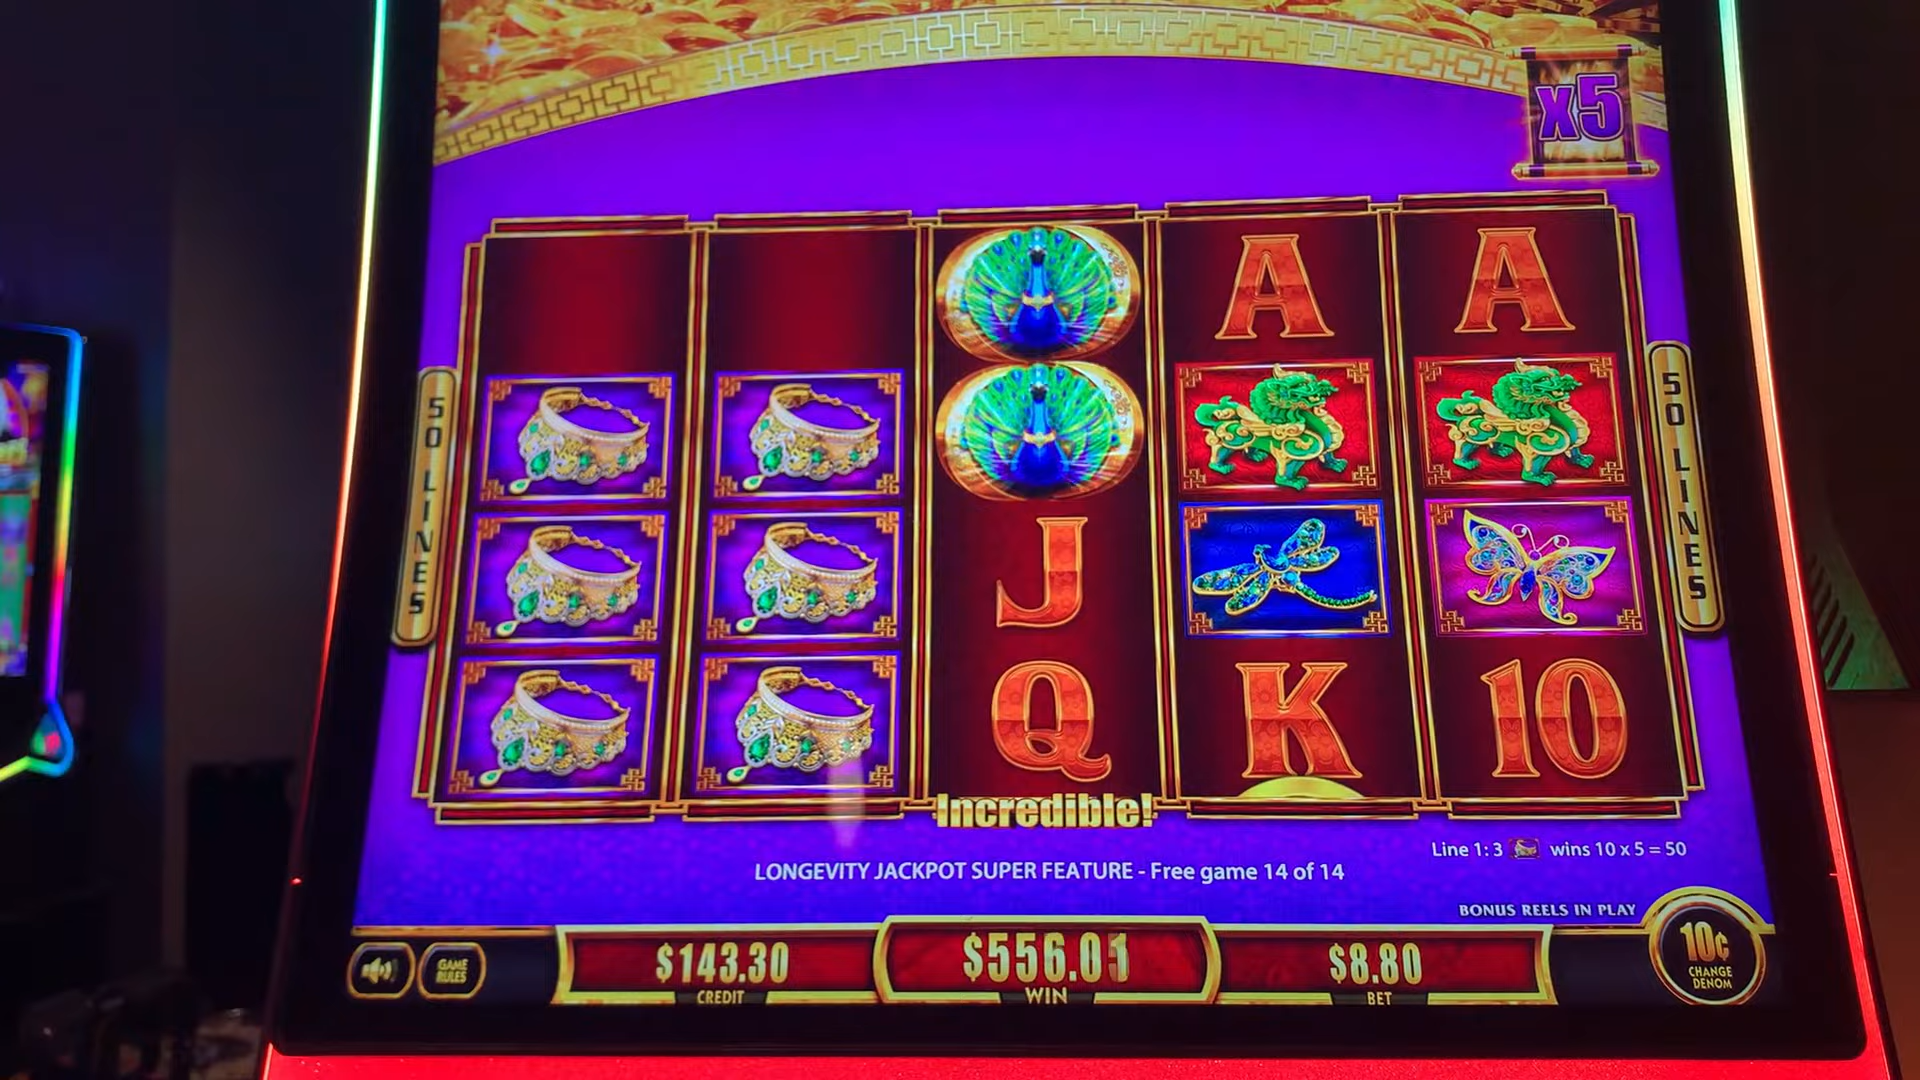 x5
A
A
50 LINES
50 LINES
J
Q
K
10
Incredible!
Line 1: 3 wins 10 x 5 = 50
LONGEVITY JACKPOT SUPER FEATURE - Free game 14 of 14
BONUS REELS IN PLAY
GAME RULES
$143.30
CREDIT
$556.01
WIN
$8.80
BET
10¢
CHANGE
DENOM